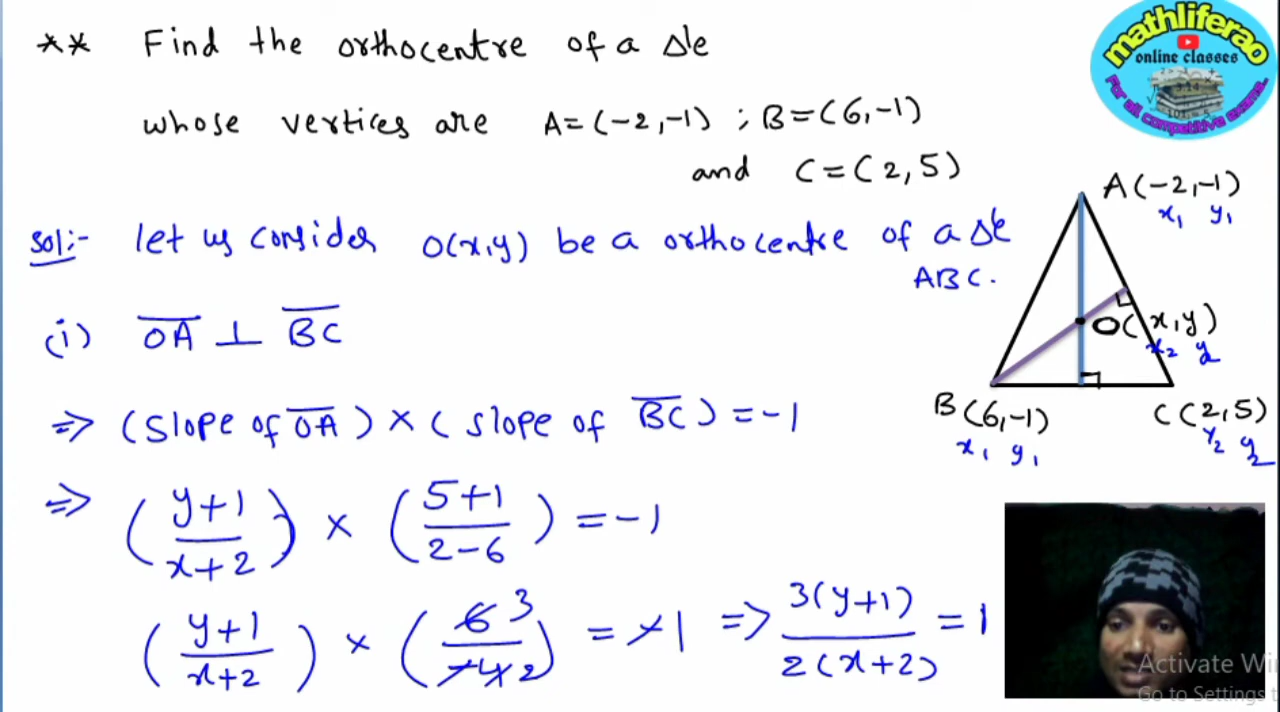 ** Find the orthocentre of a Δle
whose vertices are A=(-2,-1) ; B=(6,-1)
and C=(2,5)
Sol:- let us consider O(x,y) be a orthocentre of a Δle
ABC.
(i) OA ⊥ BC
⇒ (slope of OA) × (slope of BC) = -1
⇒ (y+1/x+2) × (5+1/2-6) = -1
(y+1/x+2) × (6 3/-4 2) = -1 ⇒ 3(y+1)/2(x+2) = 1
mathliferao
online classes
For all competitive exams.
A(-2,-1)
x₁ y₁
O(x,y)
x₂ y₂
B(6,-1)
x₁ y₁
C(2,5)
x₂ y₂
Activate Wi
Go to Settings t